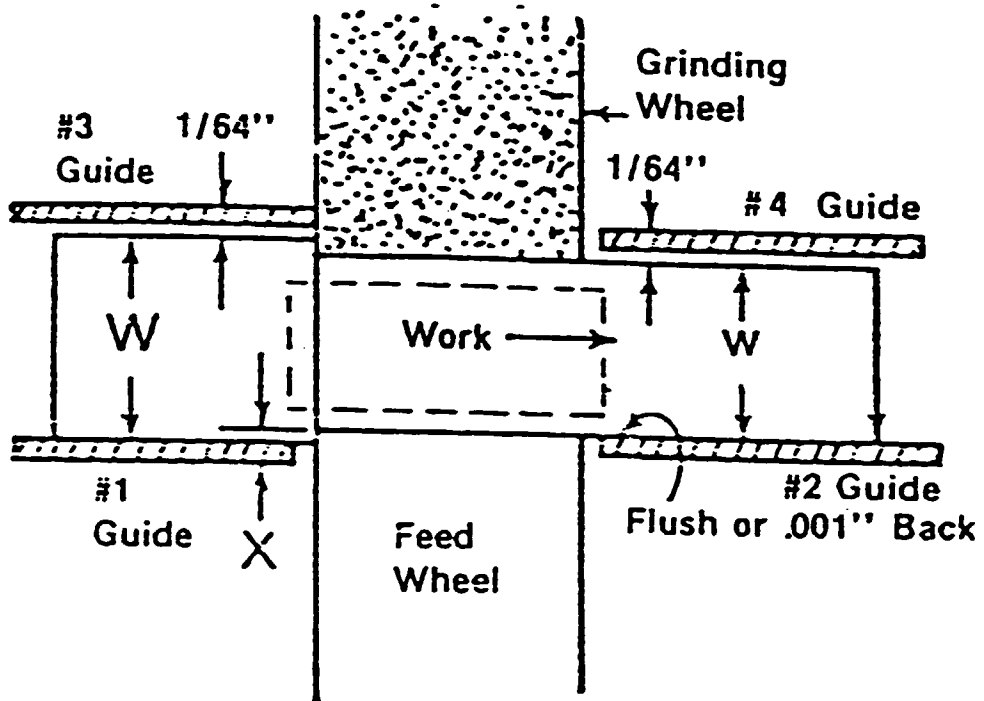 Grinding
Wheel
#3
Guide
1/64"
1/64"
#4 Guide
W
Work
W
#1
Guide
X
Feed
Wheel
#2 Guide
Flush or .001" Back